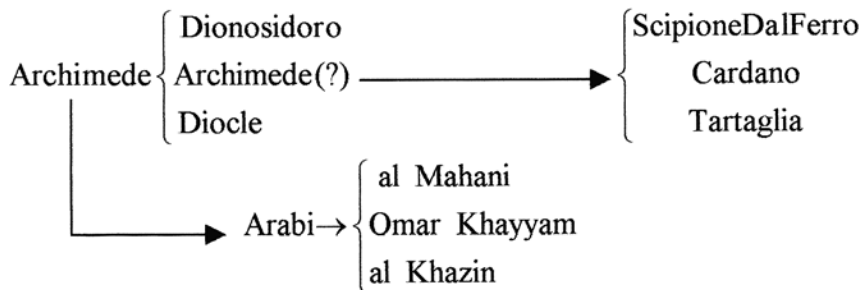 Dionosidoro
Archimede Archimede(?)
Diocle
ScipioneDalFerro
Cardano
Tartaglia
al Mahani
Arabi→ Omar Khayyam
al Khazin